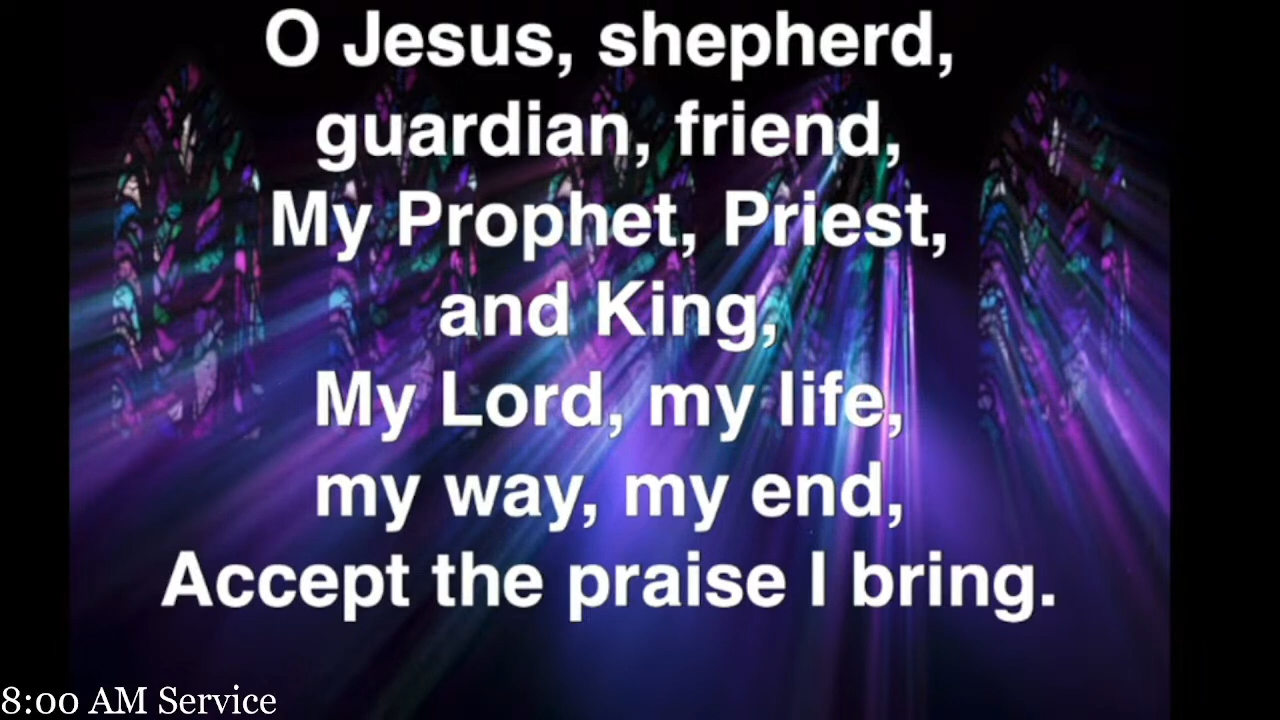 O Jesus, shepherd,
guardian, friend,
My Prophet, Priest,
and King,
My Lord, my life,
my way, my end,
Accept the praise I bring.
8:00 AM Service